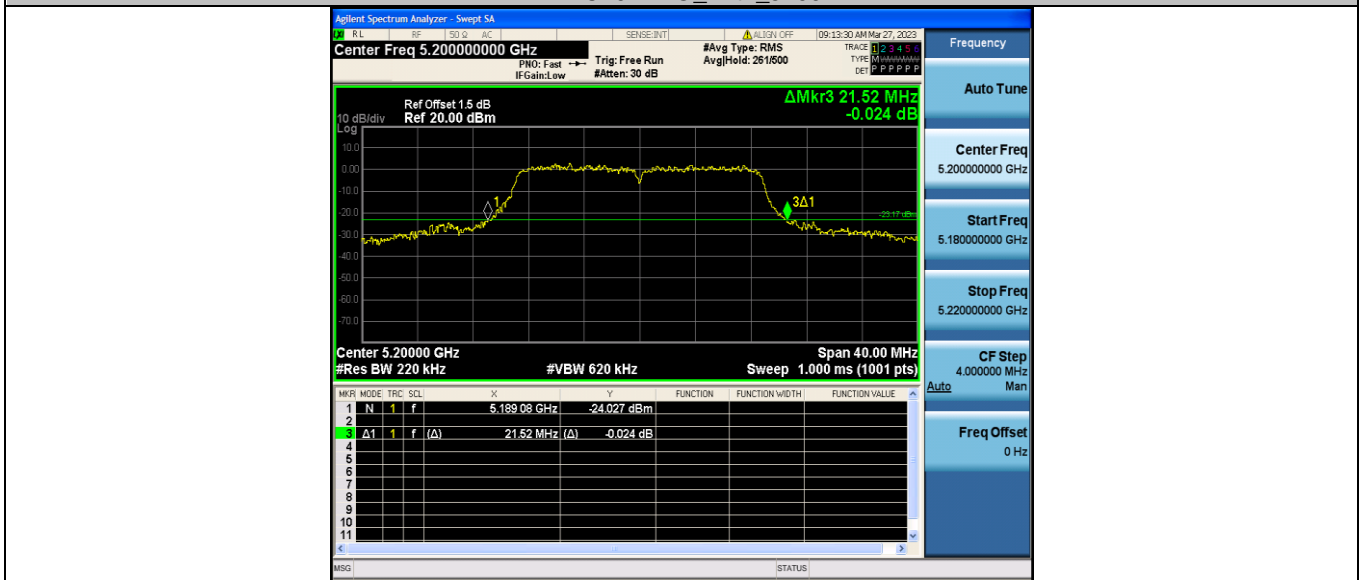 Agilent Spectrum Analyzer - Swept SA
RL RF 50 Ω AC SENSE:INT ALIGN OFF 09:13:30 AM Mar 27, 2023
Center Freq 5.200000000 GHz
PNO: Fast
IFGain:Low
Trig: Free Run
#Atten: 30 dB
#Avg Type: RMS
Avg|Hold: 261/500
TRACE 1 2 3 4 5 6
TYPE M
DET P P P P P P
Frequency
Auto Tune
Center Freq
5.200000000 GHz
Start Freq
5.180000000 GHz
Stop Freq
5.220000000 GHz
CF Step
4.000000 MHz
Auto Man
Freq Offset
0 Hz
ΔMkr3 21.52 MHz
-0.024 dB
Ref Offset 1.5 dB
10 dB/div Ref 20.00 dBm
Log
10.0
0.00
-10.0
-20.0
-30.0
-40.0
-50.0
-60.0
-70.0
1
3Δ1
-23.17 dBm
Center 5.20000 GHz Span 40.00 MHz
#Res BW 220 kHz #VBW 620 kHz Sweep 1.000 ms (1001 pts)
MKR MODE TRC SCL X Y FUNCTION FUNCTION WIDTH FUNCTION VALUE
1 N 1 f 5.189 08 GHz -24.027 dBm
2
3 Δ1 1 f (Δ) 21.52 MHz (Δ) -0.024 dB
4
5
6
7
8
9
10
11
MSG STATUS